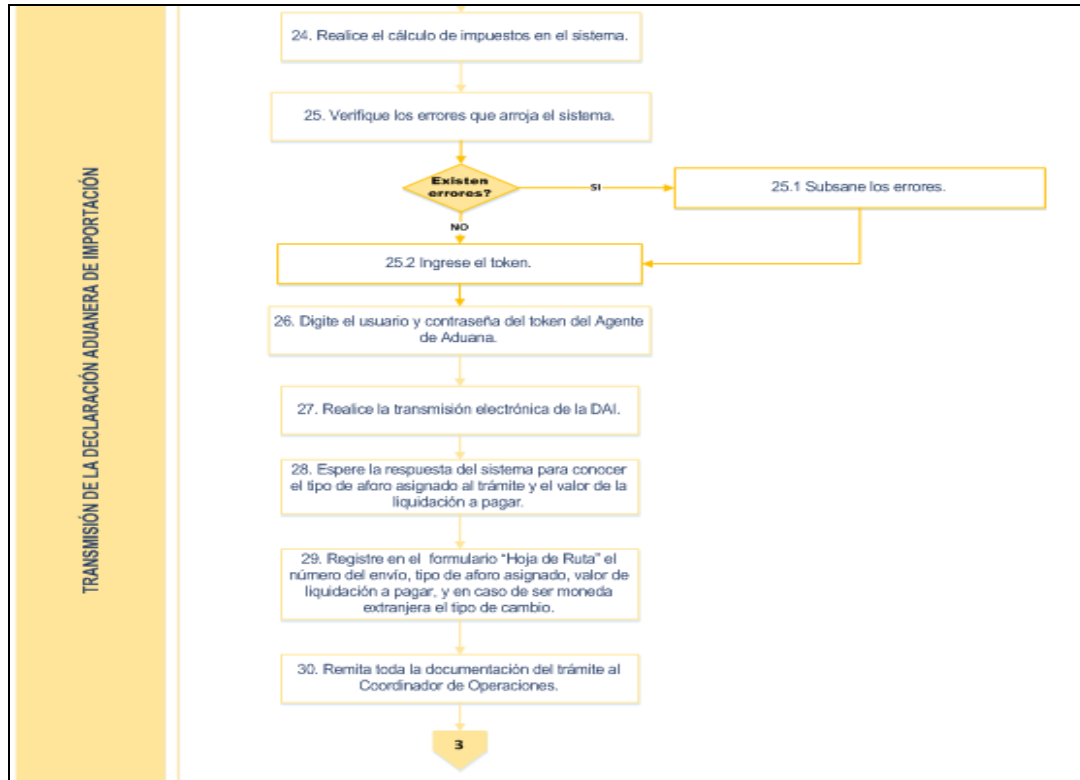 TRANSMISIÓN DE LA DECLARACIÓN ADUANERA DE IMPORTACIÓN
24. Realice el cálculo de impuestos en el sistema.
25. Verifique los errores que arroja el sistema.
Existen
errores?
SI
25.1 Subsane los errores.
NO
25.2 Ingrese el token.
26. Digite el usuario y contraseña del token del Agente
de Aduana.
27. Realice la transmisión electrónica de la DAI.
28. Espere la respuesta del sistema para conocer
el tipo de aforo asignado al trámite y el valor de la
liquidación a pagar.
29. Registre en el formulario “Hoja de Ruta” el
número del envío, tipo de aforo asignado, valor de
liquidación a pagar, y en caso de ser moneda
extranjera el tipo de cambio.
30. Remita toda la documentación del trámite al
Coordinador de Operaciones.
3